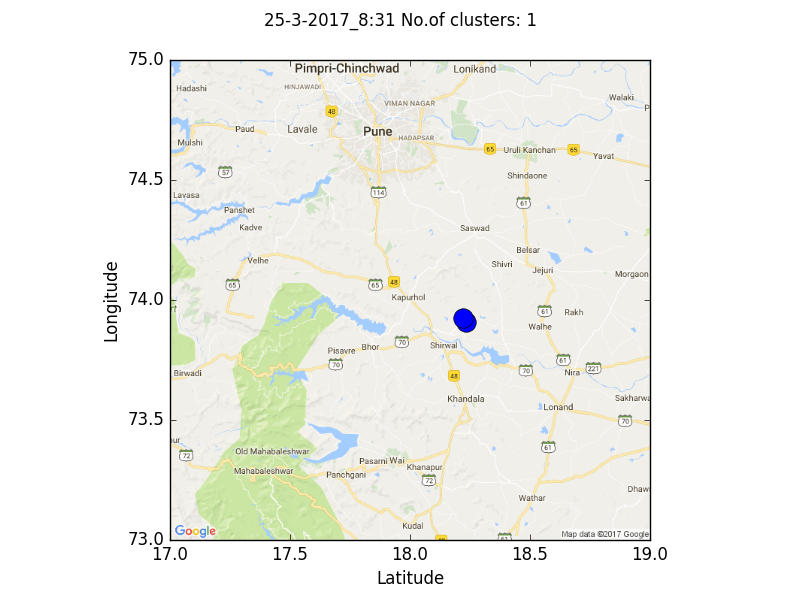 25-3-2017_8:31 No.of clusters: 1
75.0
Pimpri-Chinchwad
Lonikand
Hadashi
HINJAWADI
Walaki
VIMAN NAGAR
48
P
Paud
Lavale
Pune
HADAPSAR
Mulshi
65
Uruli Kanchan
65
Yavat
57
Shindaone
74.5
114
Lavasa
61
Panshet
Kadve
Saswad
Belsar
Velhe
Shivri
Jejuri
Morgaon
65
65
48
74.0
Kapurhol
rt
61
Rakh
Walhe
Longitude
Pisavre
Bhor
70
Shirwal
70
61
Birwadi
70
Nira
221
48
Khandala
Sakharwa
Lonand
73.5
70
ur
72
Old Mahabaleshwar
61
Mahabaleshwar
Pasarni
Wai
Khanapur
Panchgani
72
Dhaw
Wathar
Kudal
Google
61
Map data ©2017 Google
73.0
17.0
17.5
18.0
18.5
19.0
Latitude